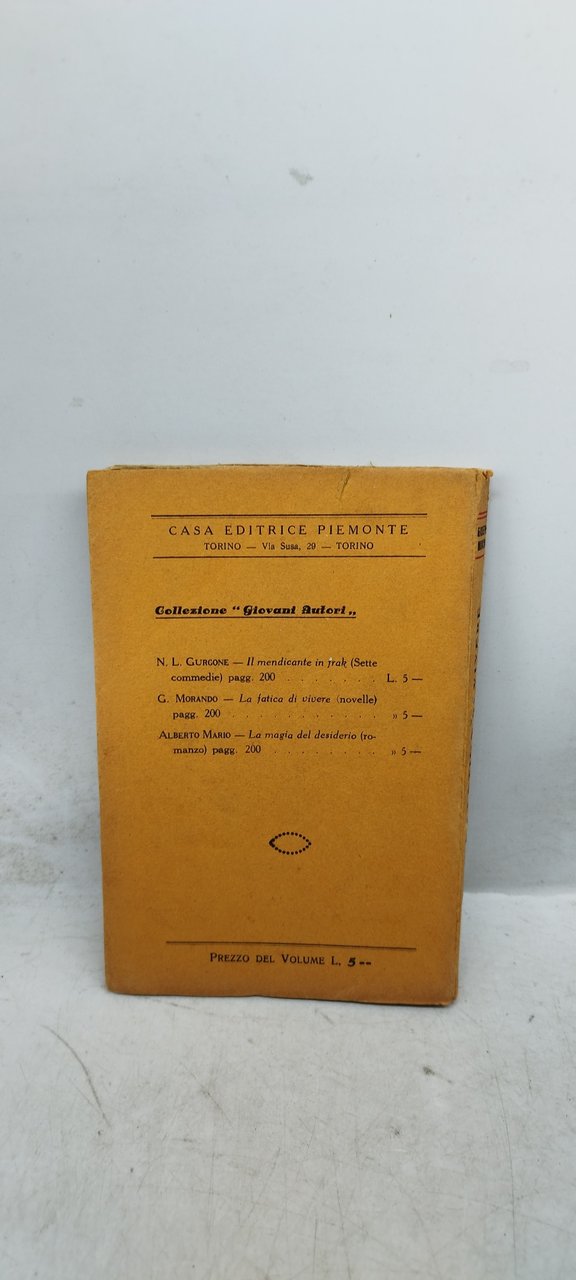 CASA EDITRICE PIEMONTE
TORINO — Via Susa, 29 — TORINO
Collezione “Giovani Autori„
N. L. GURGONE — Il mendicante in frak (Sette
commedie) pagg. 200 . . . . . . . L. 5 —
G. MORANDO — La fatica di vivere (novelle)
pagg. 200 . . . . . . . . . . . » 5 —
ALBERTO MARIO — La magia del desiderio (ro-
manzo) pagg. 200 . . . . . . . . » 5 —
PREZZO DEL VOLUME L. 5 --